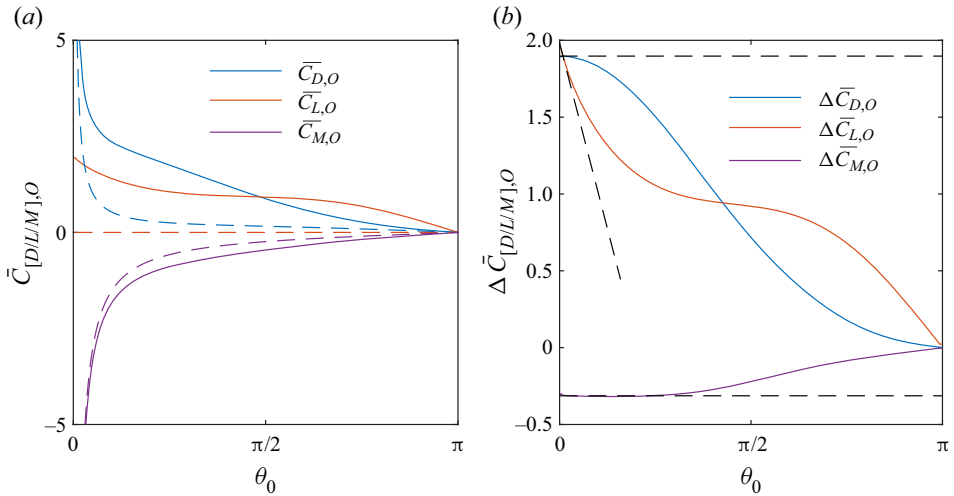 (a)
5
C̅_{D,O}
C̅_{L,O}
C̅_{M,O}
0
−5
0
π/2
π
θ_0
C̄_{[D/L/M],O}
(b)
2.0
1.5
1.0
0.5
0
−0.5
ΔC̅_{D,O}
ΔC̅_{L,O}
ΔC̅_{M,O}
0
π/2
π
θ_0
Δ C̄_{[D/L/M],O}